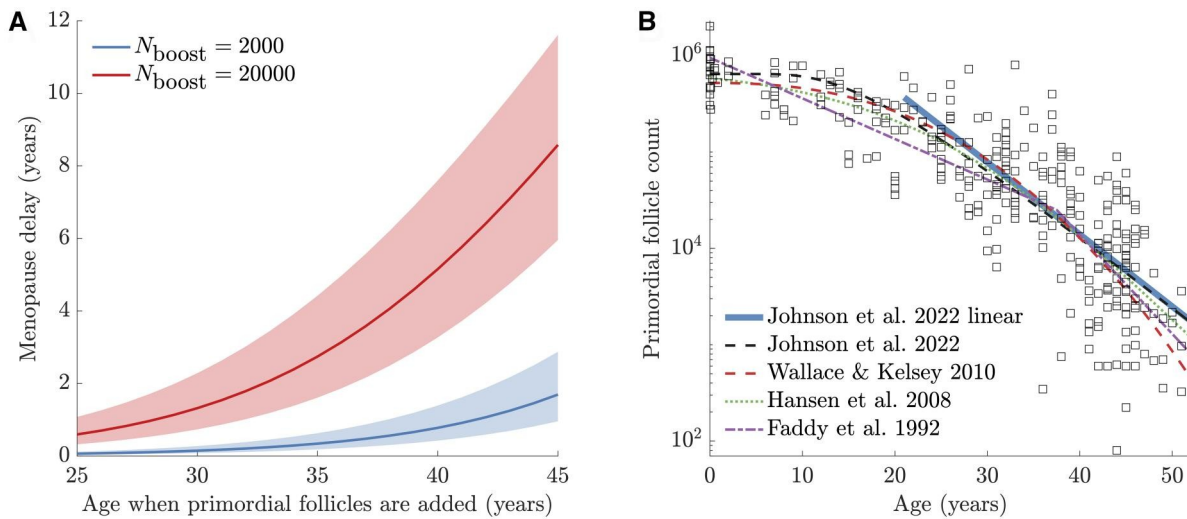 A
12
10
8
6
4
2
0
Menopause delay (years)
N_boost = 2000
N_boost = 20000
25 30 35 40 45
Age when primordial follicles are added (years)
B
10^6
10^4
10^2
Primordial follicle count
Johnson et al. 2022 linear
Johnson et al. 2022
Wallace & Kelsey 2010
Hansen et al. 2008
Faddy et al. 1992
0 10 20 30 40 50
Age (years)